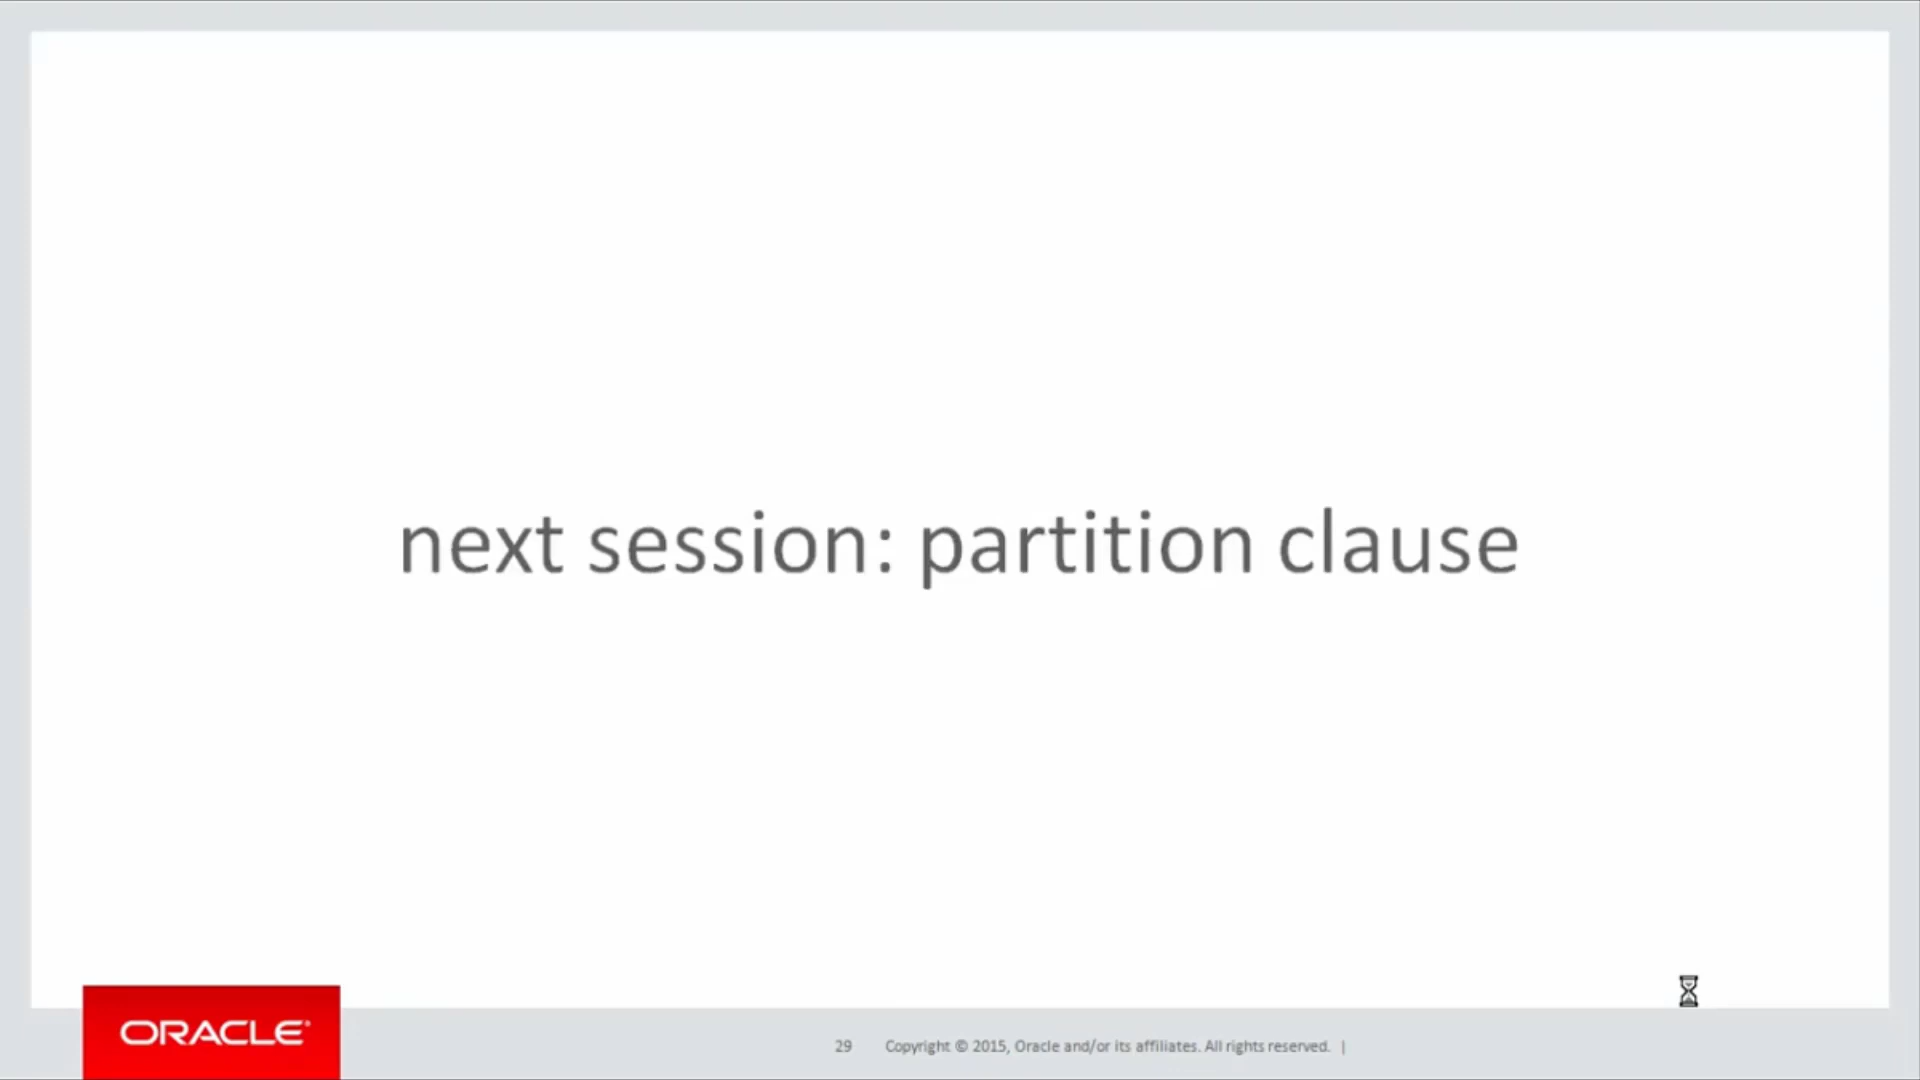 next session: partition clause
ORACLE®
29 Copyright © 2015, Oracle and/or its affiliates. All rights reserved. |